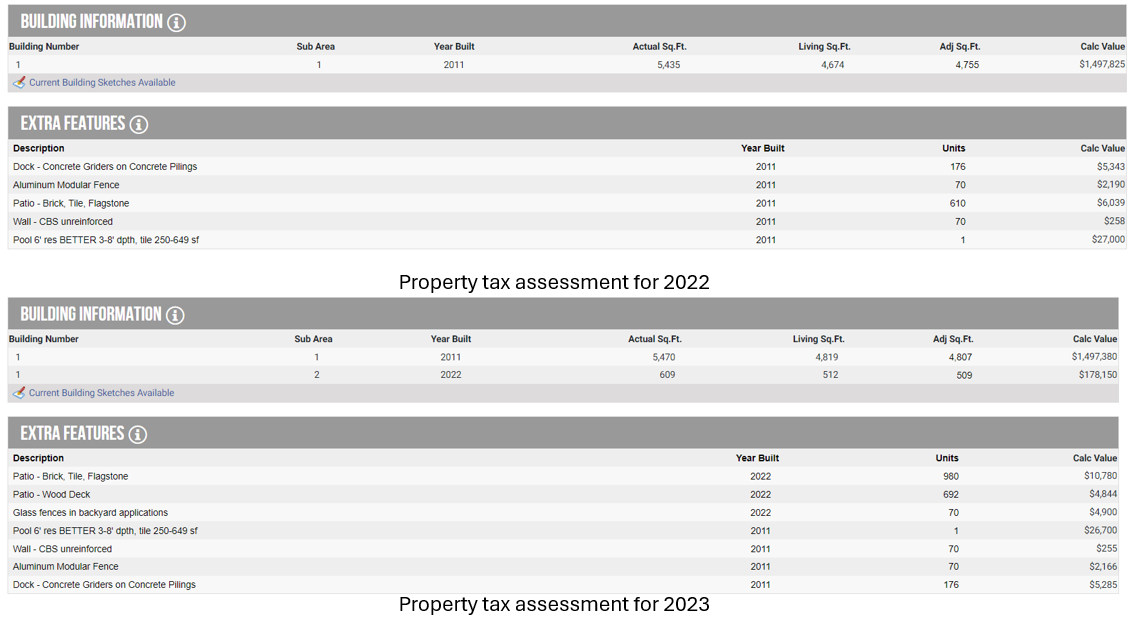 BUILDING INFORMATION
Building Number Sub Area Year Built Actual Sq.Ft. Living Sq.Ft. Adj Sq.Ft. Calc Value
1 1 2011 5,435 4,674 4,755 $1,497,825
Current Building Sketches Available
EXTRA FEATURES
Description Year Built Units Calc Value
Dock - Concrete Griders on Concrete Pilings 2011 176 $5,343
Aluminum Modular Fence 2011 70 $2,190
Patio - Brick, Tile, Flagstone 2011 610 $6,039
Wall - CBS unreinforced 2011 70 $258
Pool 6' res BETTER 3-8' dpth, tile 250-649 sf 2011 1 $27,000
Property tax assessment for 2022
BUILDING INFORMATION
Building Number Sub Area Year Built Actual Sq.Ft. Living Sq.Ft. Adj Sq.Ft. Calc Value
1 1 2011 5,470 4,819 4,807 $1,497,380
1 2 2022 609 512 509 $178,150
Current Building Sketches Available
EXTRA FEATURES
Description Year Built Units Calc Value
Patio - Brick, Tile, Flagstone 2022 980 $10,780
Patio - Wood Deck 2022 692 $4,844
Glass fences in backyard applications 2022 70 $4,900
Pool 6' res BETTER 3-8' dpth, tile 250-649 sf 2011 1 $26,700
Wall - CBS unreinforced 2011 70 $255
Aluminum Modular Fence 2011 70 $2,166
Dock - Concrete Griders on Concrete Pilings 2011 176 $5,285
Property tax assessment for 2023